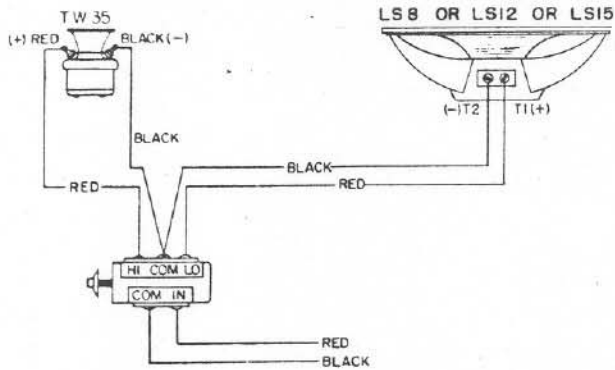 LS8 OR LS12 OR LS15
TW 35
(+) RED
BLACK (-)
(-)T2
T1(+)
BLACK
BLACK
RED
RED
HI COM LO
COM IN
RED
BLACK